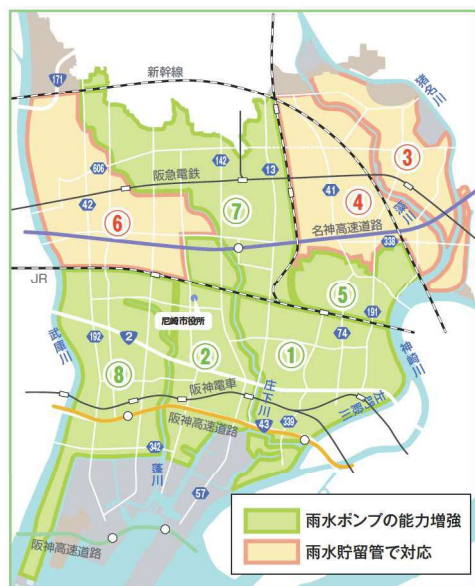 新幹線
171
猪名川
606
142
13
3
阪急電鉄
42
41
4
藻川
7
6
名神高速道路
338
JR
5
191
尼崎市役所
74
神崎川
武庫川
192
2
2
1
8
庄下川
阪神電車
左門殿川
阪神高速道路
43
339
342
蓬川
57
阪神高速道路
雨水ポンプの能力増強
雨水貯留管で対応